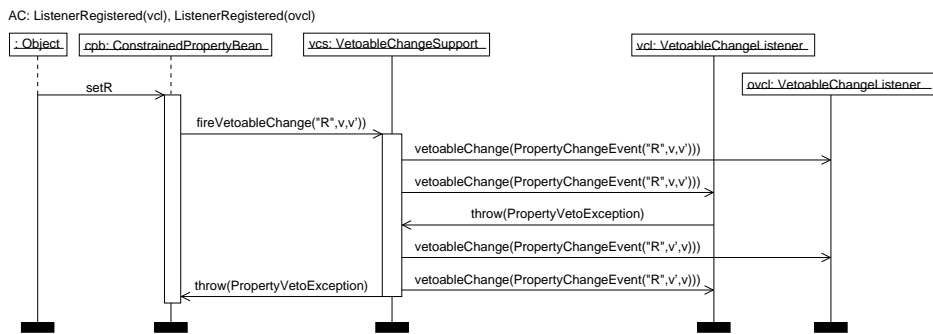 AC: ListenerRegistered(vcl), ListenerRegistered(ovcl)
: Object
cpb: ConstrainedPropertyBean
vcs: VetoableChangeSupport
vcl: VetoableChangeListener
ovcl: VetoableChangeListener
setR
fireVetoableChange("R",v,v'))
vetoableChange(PropertyChangeEvent("R",v,v')))
vetoableChange(PropertyChangeEvent("R",v,v')))
throw(PropertyVetoException)
vetoableChange(PropertyChangeEvent("R",v',v)))
vetoableChange(PropertyChangeEvent("R",v',v)))
throw(PropertyVetoException)